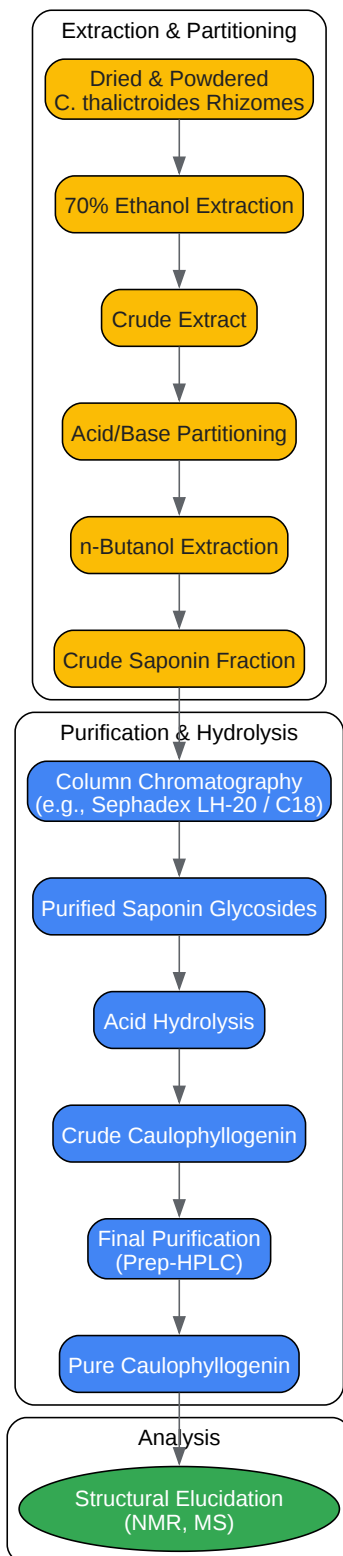 Extraction & Partitioning
Dried & Powdered
C. thalictroides Rhizomes
70% Ethanol Extraction
Crude Extract
Acid/Base Partitioning
n-Butanol Extraction
Crude Saponin Fraction
Purification & Hydrolysis
Column Chromatography
(e.g., Sephadex LH-20 / C18)
Purified Saponin Glycosides
Acid Hydrolysis
Crude Caulophyllogenin
Final Purification
(Prep-HPLC)
Pure Caulophyllogenin
Analysis
Structural Elucidation
(NMR, MS)